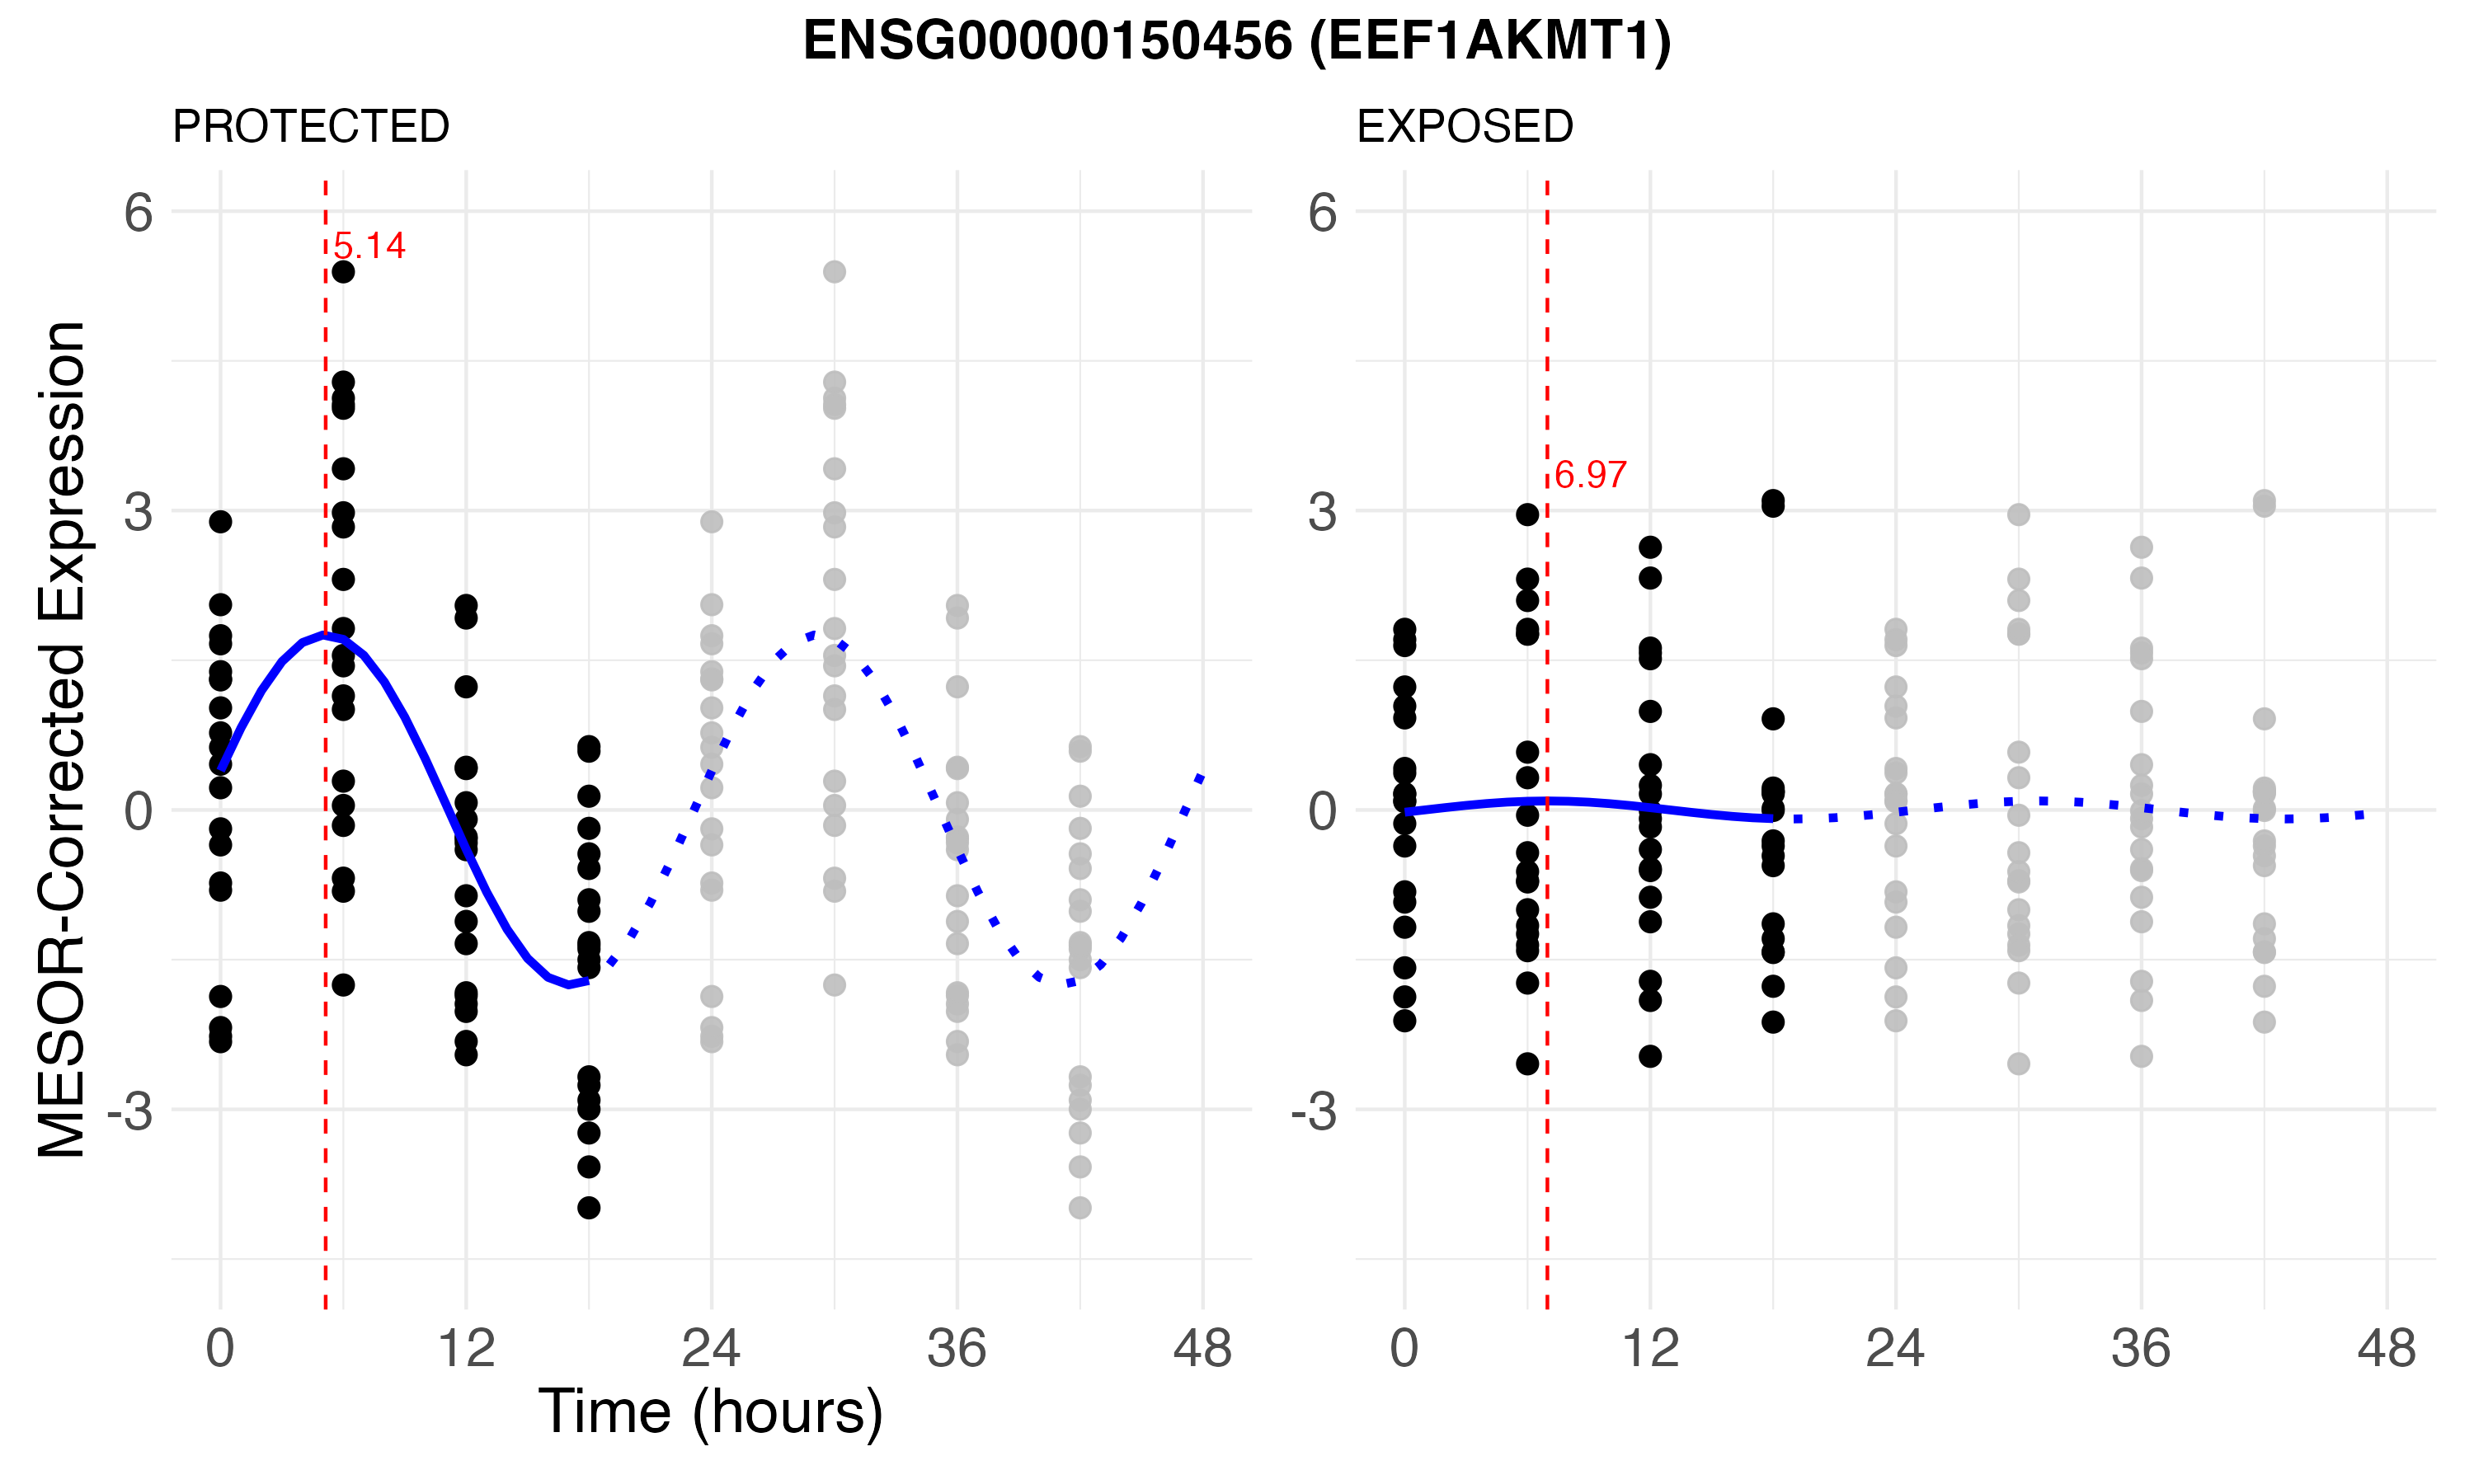 ENSG00000150456 (EEF1AKMT1)
PROTECTED
EXPOSED
MESOR-Corrected Expression
6
3
0
-3
5.14
0 12 24 36 48
6
3
0
-3
6.97
0 12 24 36 48
Time (hours)